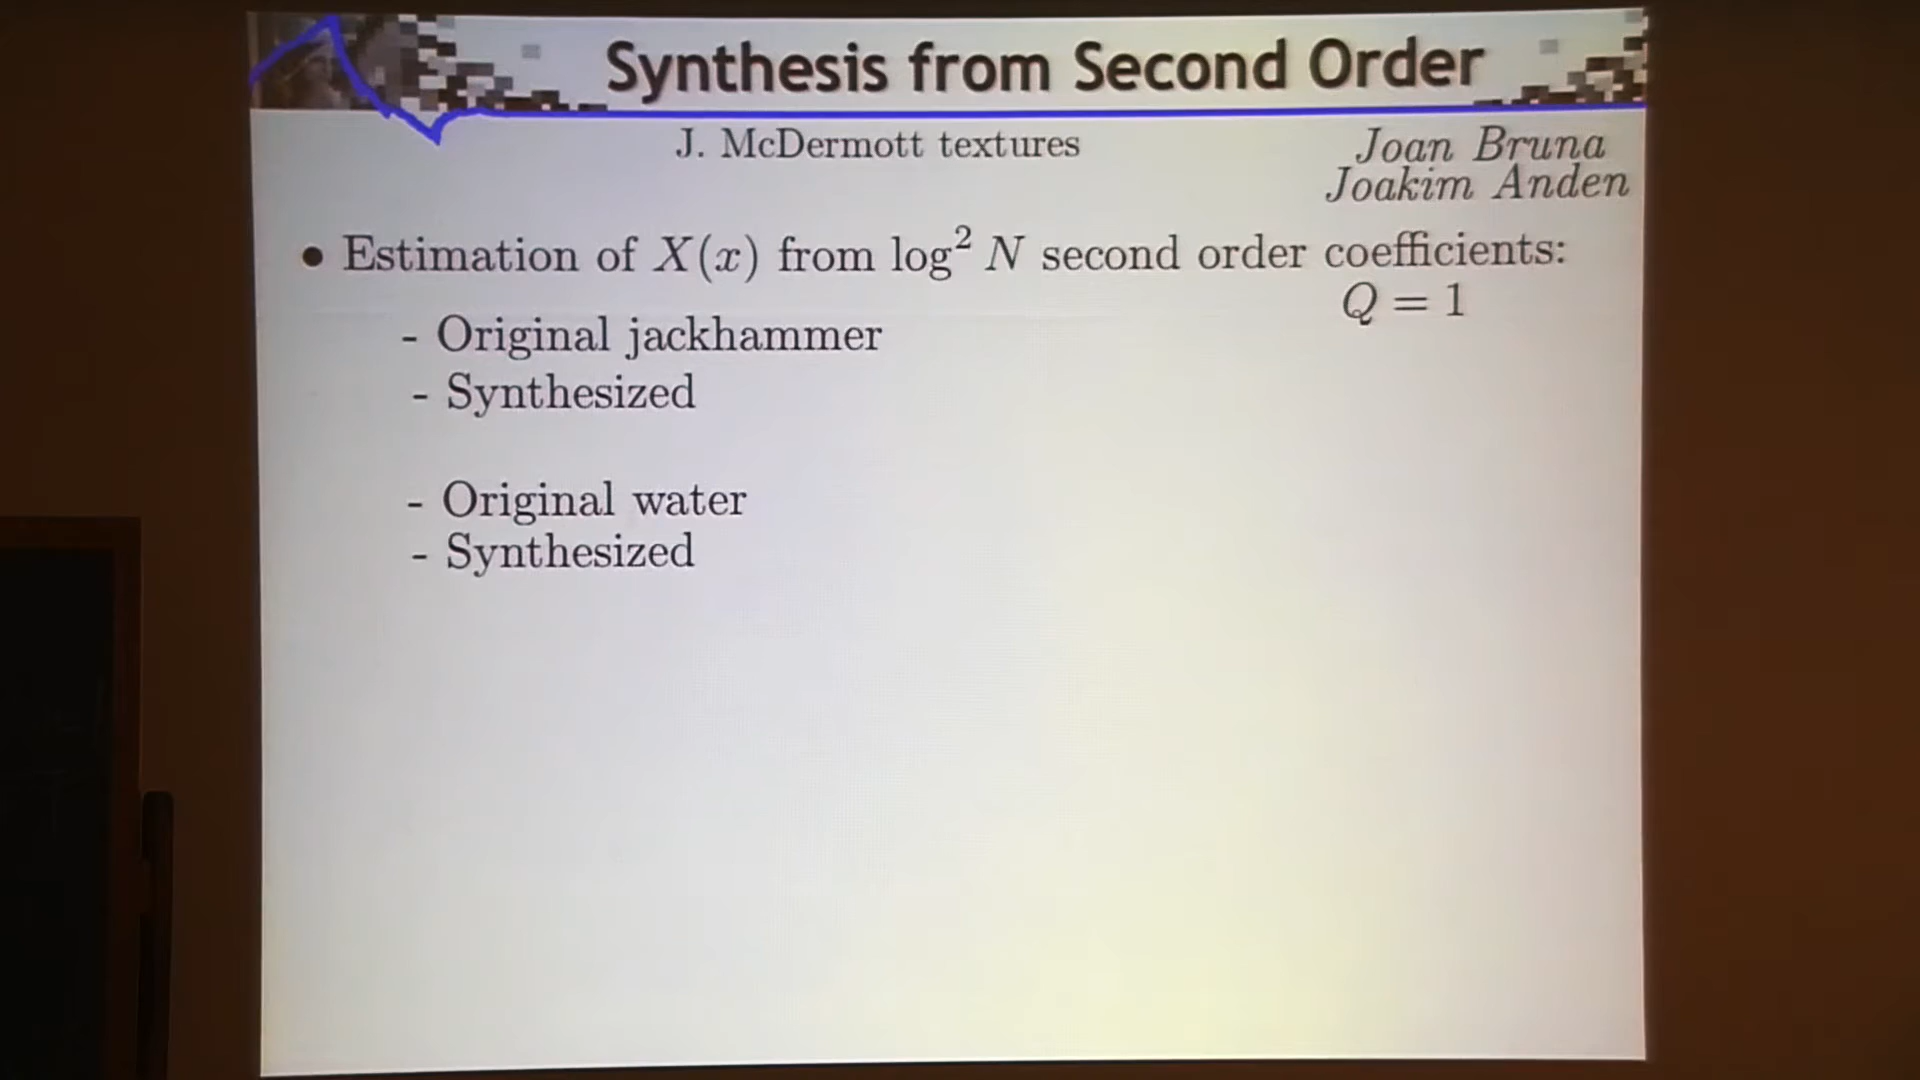 Synthesis from Second Order
J. McDermott textures
Joan Bruna
Joakim Anden
• Estimation of X(x) from log² N second order coefficients:
Q = 1
- Original jackhammer
- Synthesized
- Original water
- Synthesized